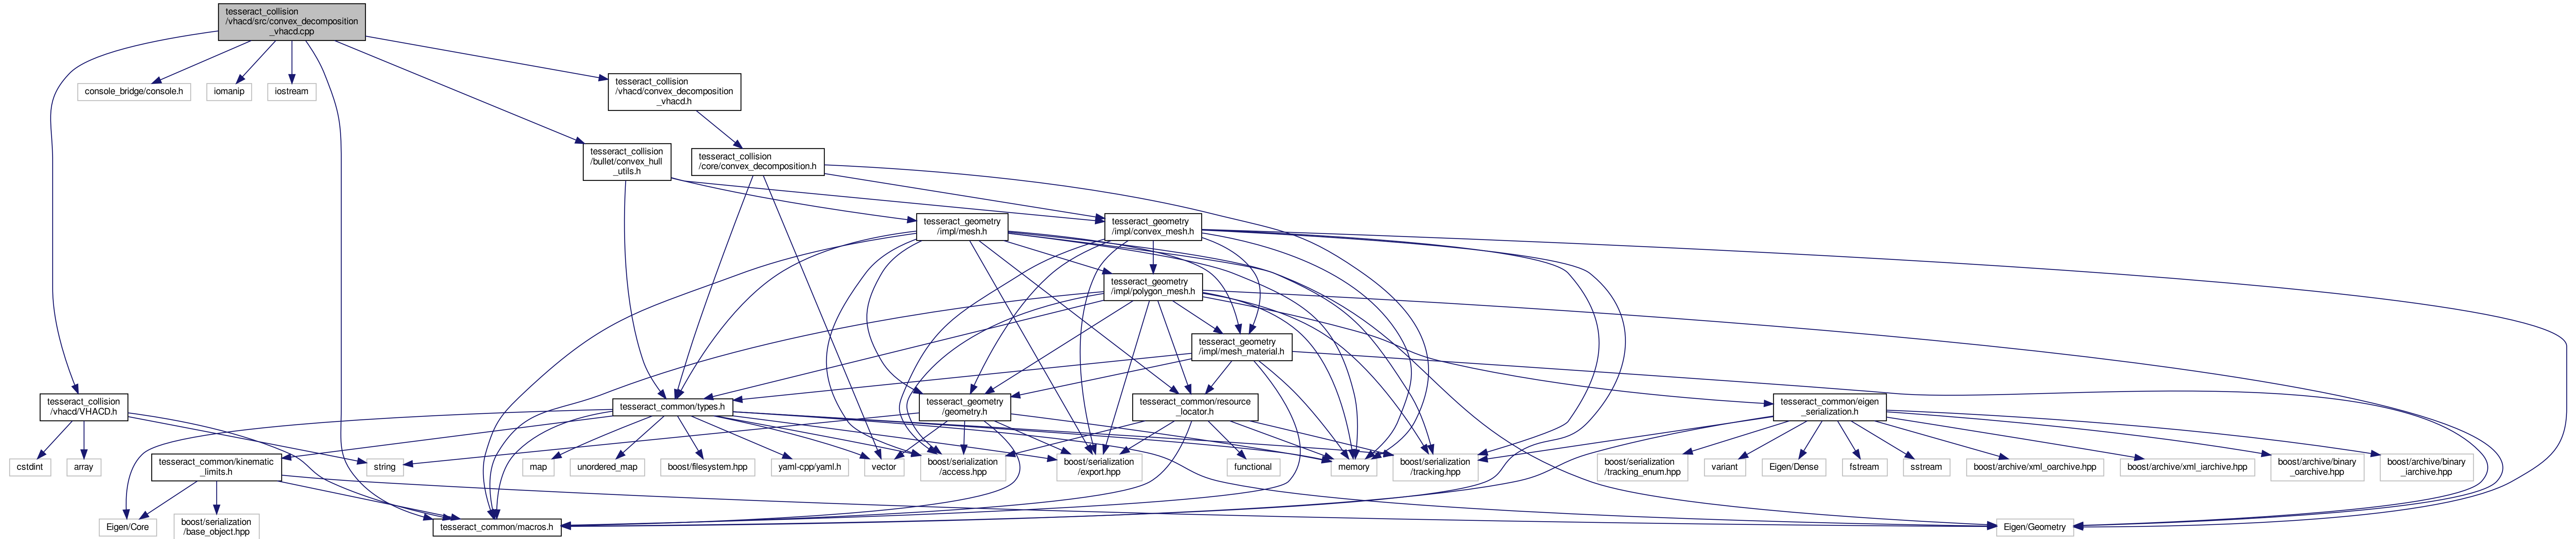 tesseract_collision
/vhacd/src/convex_decomposition
_vhacd.cpp
console_bridge/console.h
iomanip
iostream
tesseract_collision
/vhacd/convex_decomposition
_vhacd.h
tesseract_collision
/bullet/convex_hull
_utils.h
tesseract_collision
/core/convex_decomposition.h
tesseract_geometry
/impl/mesh.h
tesseract_geometry
/impl/convex_mesh.h
tesseract_geometry
/impl/polygon_mesh.h
tesseract_geometry
/impl/mesh_material.h
tesseract_collision
/vhacd/VHACD.h
tesseract_common/types.h
tesseract_geometry
/geometry.h
tesseract_common/resource
_locator.h
tesseract_common/eigen
_serialization.h
cstdint
array
tesseract_common/kinematic
_limits.h
string
map
unordered_map
boost/filesystem.hpp
yaml-cpp/yaml.h
vector
boost/serialization
/access.hpp
boost/serialization
/export.hpp
functional
memory
boost/serialization
/tracking.hpp
boost/serialization
/tracking_enum.hpp
variant
Eigen/Dense
fstream
sstream
boost/archive/xml_oarchive.hpp
boost/archive/xml_iarchive.hpp
boost/archive/binary
_oarchive.hpp
boost/archive/binary
_iarchive.hpp
Eigen/Core
boost/serialization
/base_object.hpp
tesseract_common/macros.h
Eigen/Geometry